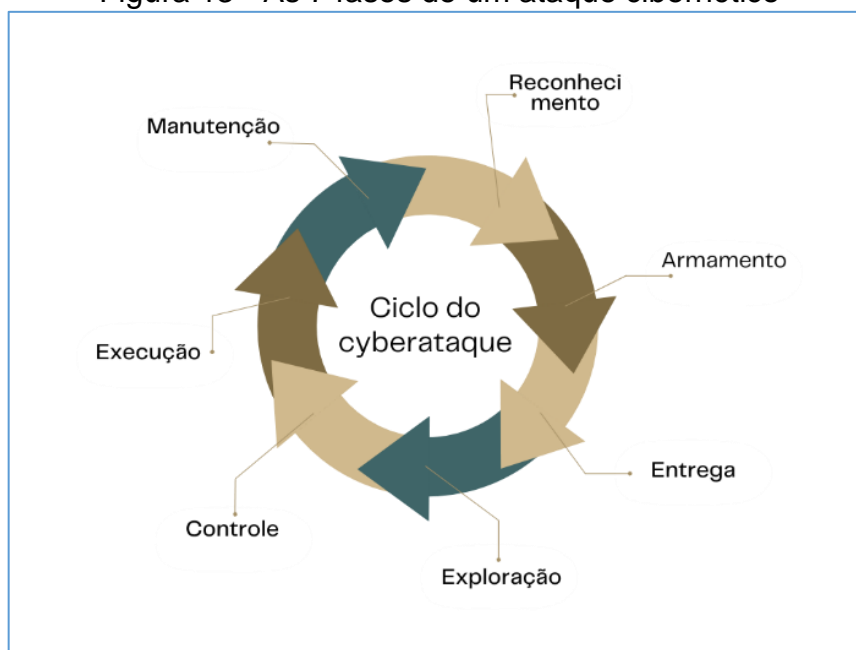 Reconheci
mento
Manutenção
Armamento
Ciclo do
cyberataque
Execução
Entrega
Controle
Exploração